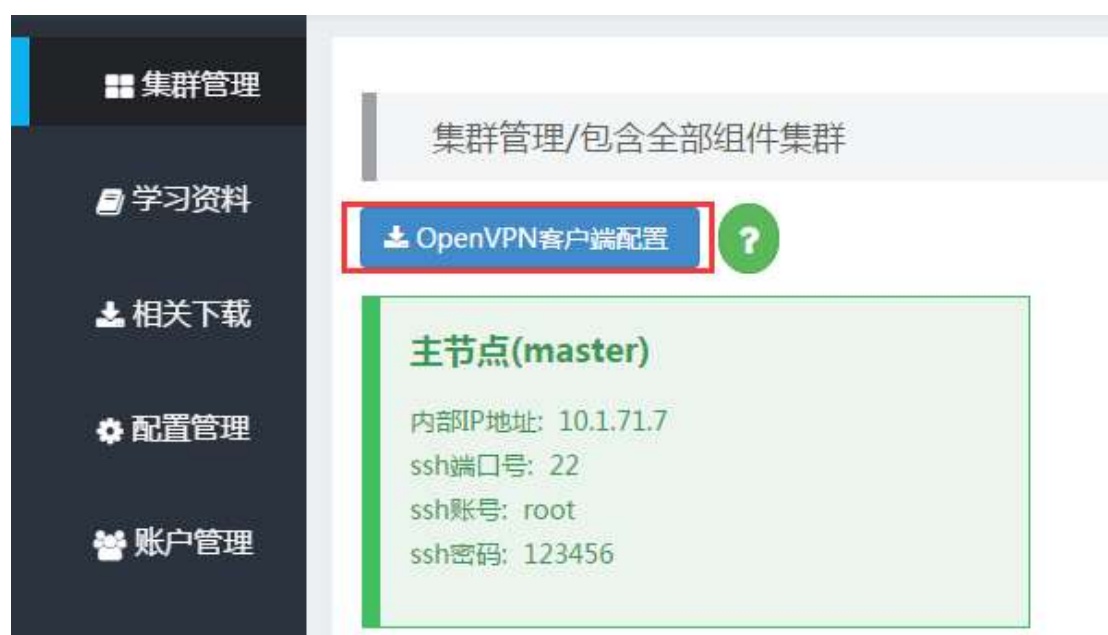 集群管理
学习资料
相关下载
配置管理
账户管理
集群管理/包含全部组件集群
OpenVPN客户端配置
?
主节点(master)
内部IP地址: 10.1.71.7
ssh端口号: 22
ssh账号: root
ssh密码: 123456